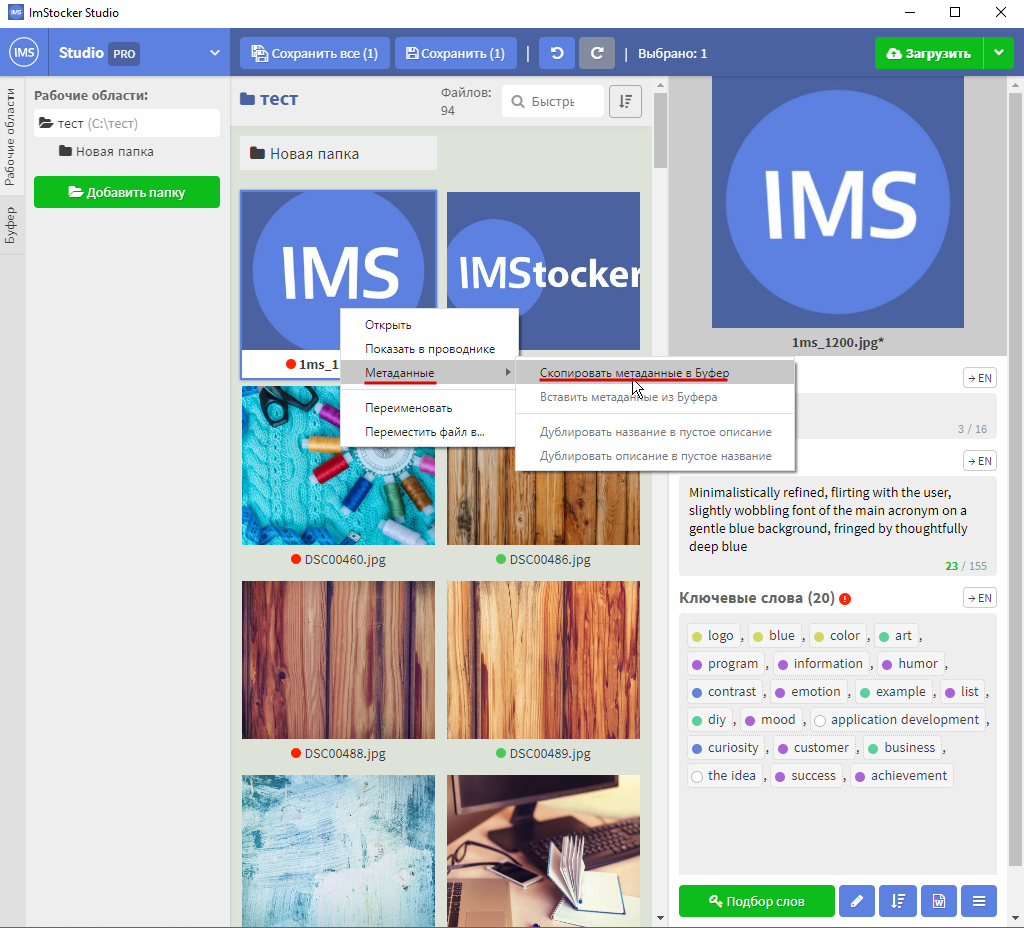 IMS ImStocker Studio
IMS Studio PRO
Сохранить все (1) Сохранить (1) | | Выбрано: 1 Загрузить
Рабочие области
Буфер
Рабочие области:
тест (C:\тест)
Новая папка
Добавить папку
тест
Файлов:
94
Быстрь
Новая папка
IMS
IMStocker
1ms_1
Открыть
Показать в проводнике
Метаданные
Переименовать
Переместить файл в...
Скопировать метаданные в Буфер
Вставить метаданные из Буфера
Дублировать название в пустое описание
Дублировать описание в пустое название
DSC00460.jpg
DSC00486.jpg
DSC00488.jpg
DSC00489.jpg
IMS
1ms_1200.jpg*
→ EN
3 / 16
→ EN
Minimalistically refined, flirting with the user,
slightly wobbling font of the main acronym on a
gentle blue background, fringed by thoughtfully
deep blue
23 / 155
Ключевые слова (20) ! → EN
logo , blue , color , art ,
program , information , humor ,
contrast , emotion , example , list ,
diy , mood , application development ,
curiosity , customer , business ,
the idea , success , achievement
Подбор слов W